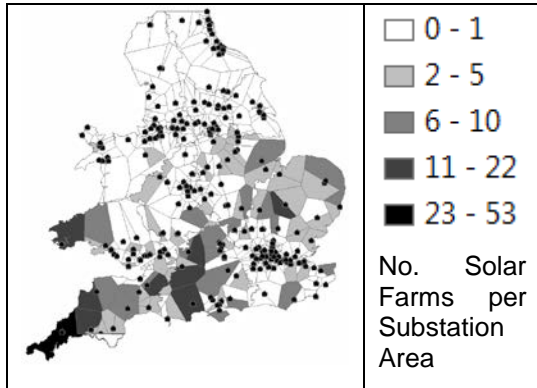 0 - 1
2 - 5
6 - 10
11 - 22
23 - 53
No. Solar
Farms per
Substation
Area